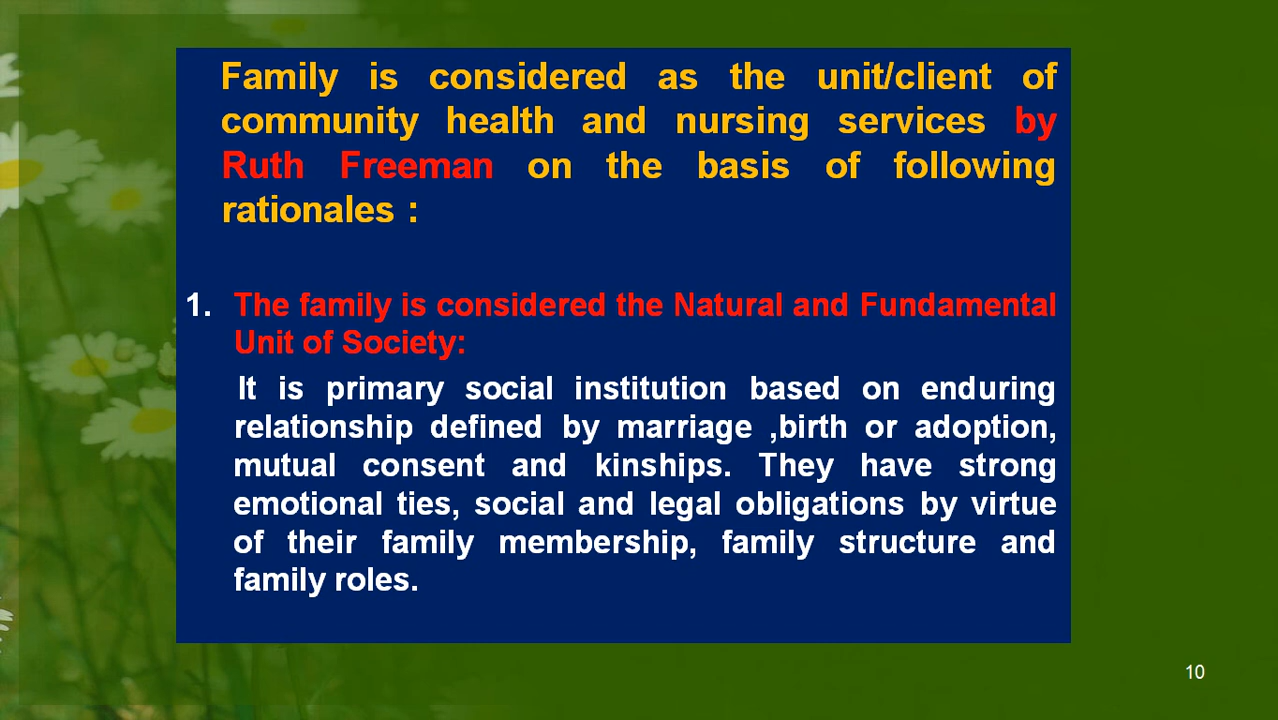 Family is considered as the unit/client of
community health and nursing services by
Ruth Freeman on the basis of following
rationales :
1. The family is considered the Natural and Fundamental
Unit of Society:
It is primary social institution based on enduring
relationship defined by marriage ,birth or adoption,
mutual consent and kinships. They have strong
emotional ties, social and legal obligations by virtue
of their family membership, family structure and
family roles.
10